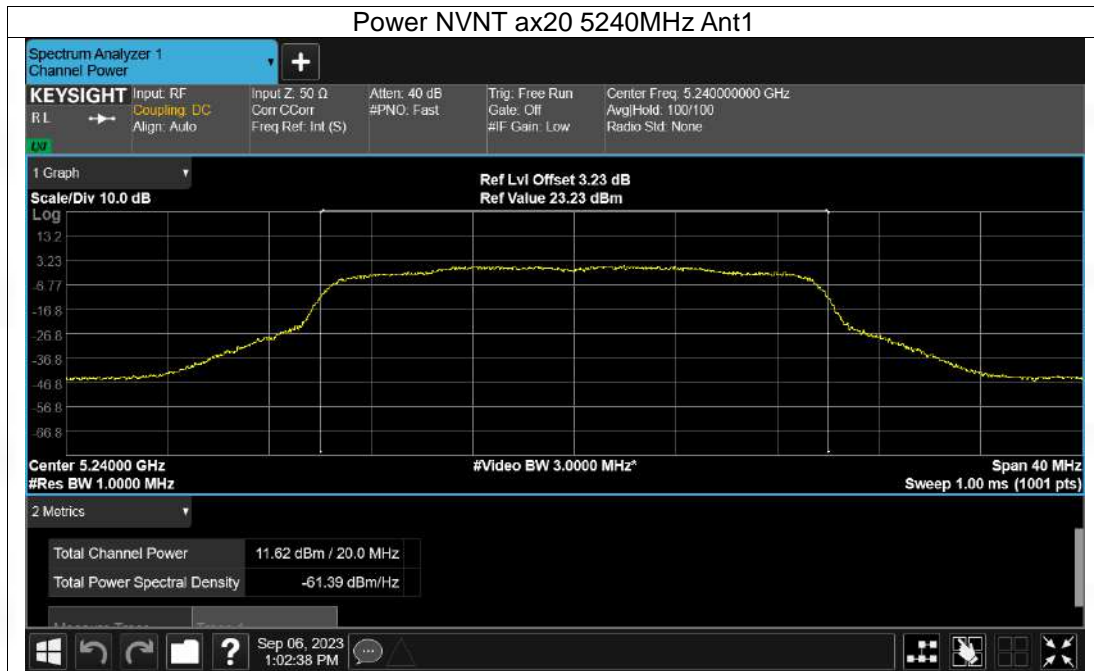 Power NVNT ax20 5240MHz Ant1
Spectrum Analyzer 1
Channel Power
KEYSIGHT
R L
LXI
Input: RF
Coupling: DC
Align: Auto
Input Z: 50 Ω
Corr CCorr
Freq Ref: Int (S)
Atten: 40 dB
#PNO: Fast
Trig: Free Run
Gate: Off
#IF Gain: Low
Center Freq: 5.240000000 GHz
Avg|Hold: 100/100
Radio Std: None
1 Graph
Scale/Div 10.0 dB
Ref Lvl Offset 3.23 dB
Ref Value 23.23 dBm
Log
13.2
3.23
-6.77
-16.8
-26.8
-36.8
-46.8
-56.8
-66.8
Center 5.24000 GHz
#Video BW 3.0000 MHz*
Span 40 MHz
#Res BW 1.0000 MHz
Sweep 1.00 ms (1001 pts)
2 Metrics
Total Channel Power 11.62 dBm / 20.0 MHz
Total Power Spectral Density -61.39 dBm/Hz
Sep 06, 2023
1:02:38 PM